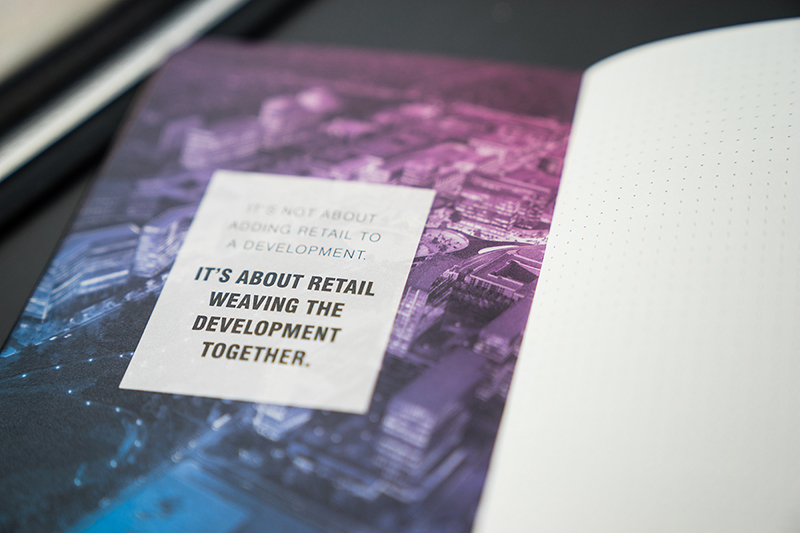 IT'S NOT ABOUT
ADDING RETAIL TO
A DEVELOPMENT.
IT'S ABOUT RETAIL
WEAVING THE
DEVELOPMENT
TOGETHER.